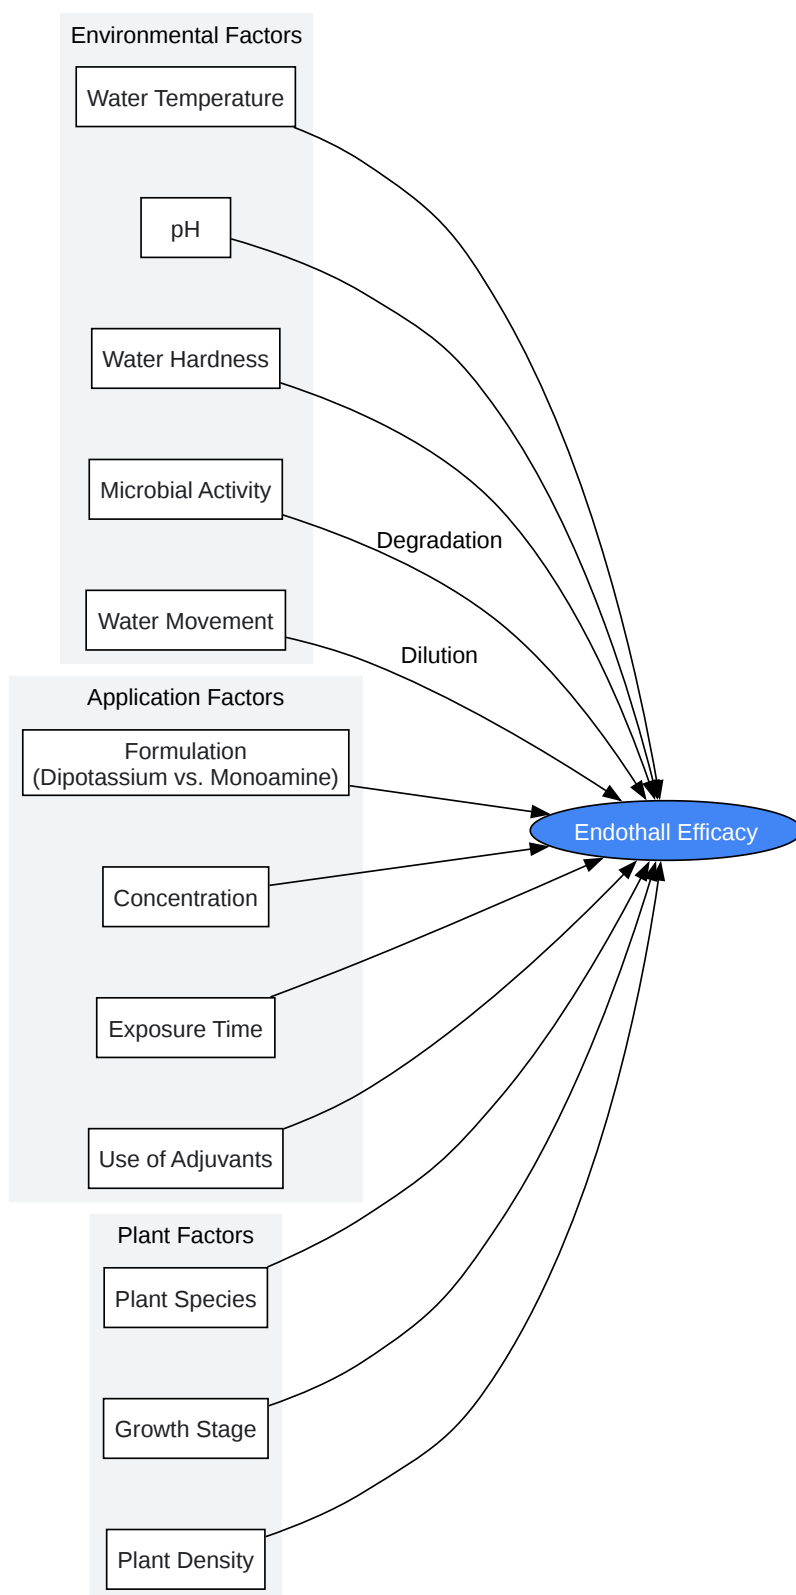 Environmental Factors
Water Temperature
pH
Water Hardness
Microbial Activity
Degradation
Water Movement
Dilution
Application Factors
Formulation
(Dipotassium vs. Monoamine)
Endothall Efficacy
Concentration
Exposure Time
Use of Adjuvants
Plant Factors
Plant Species
Growth Stage
Plant Density